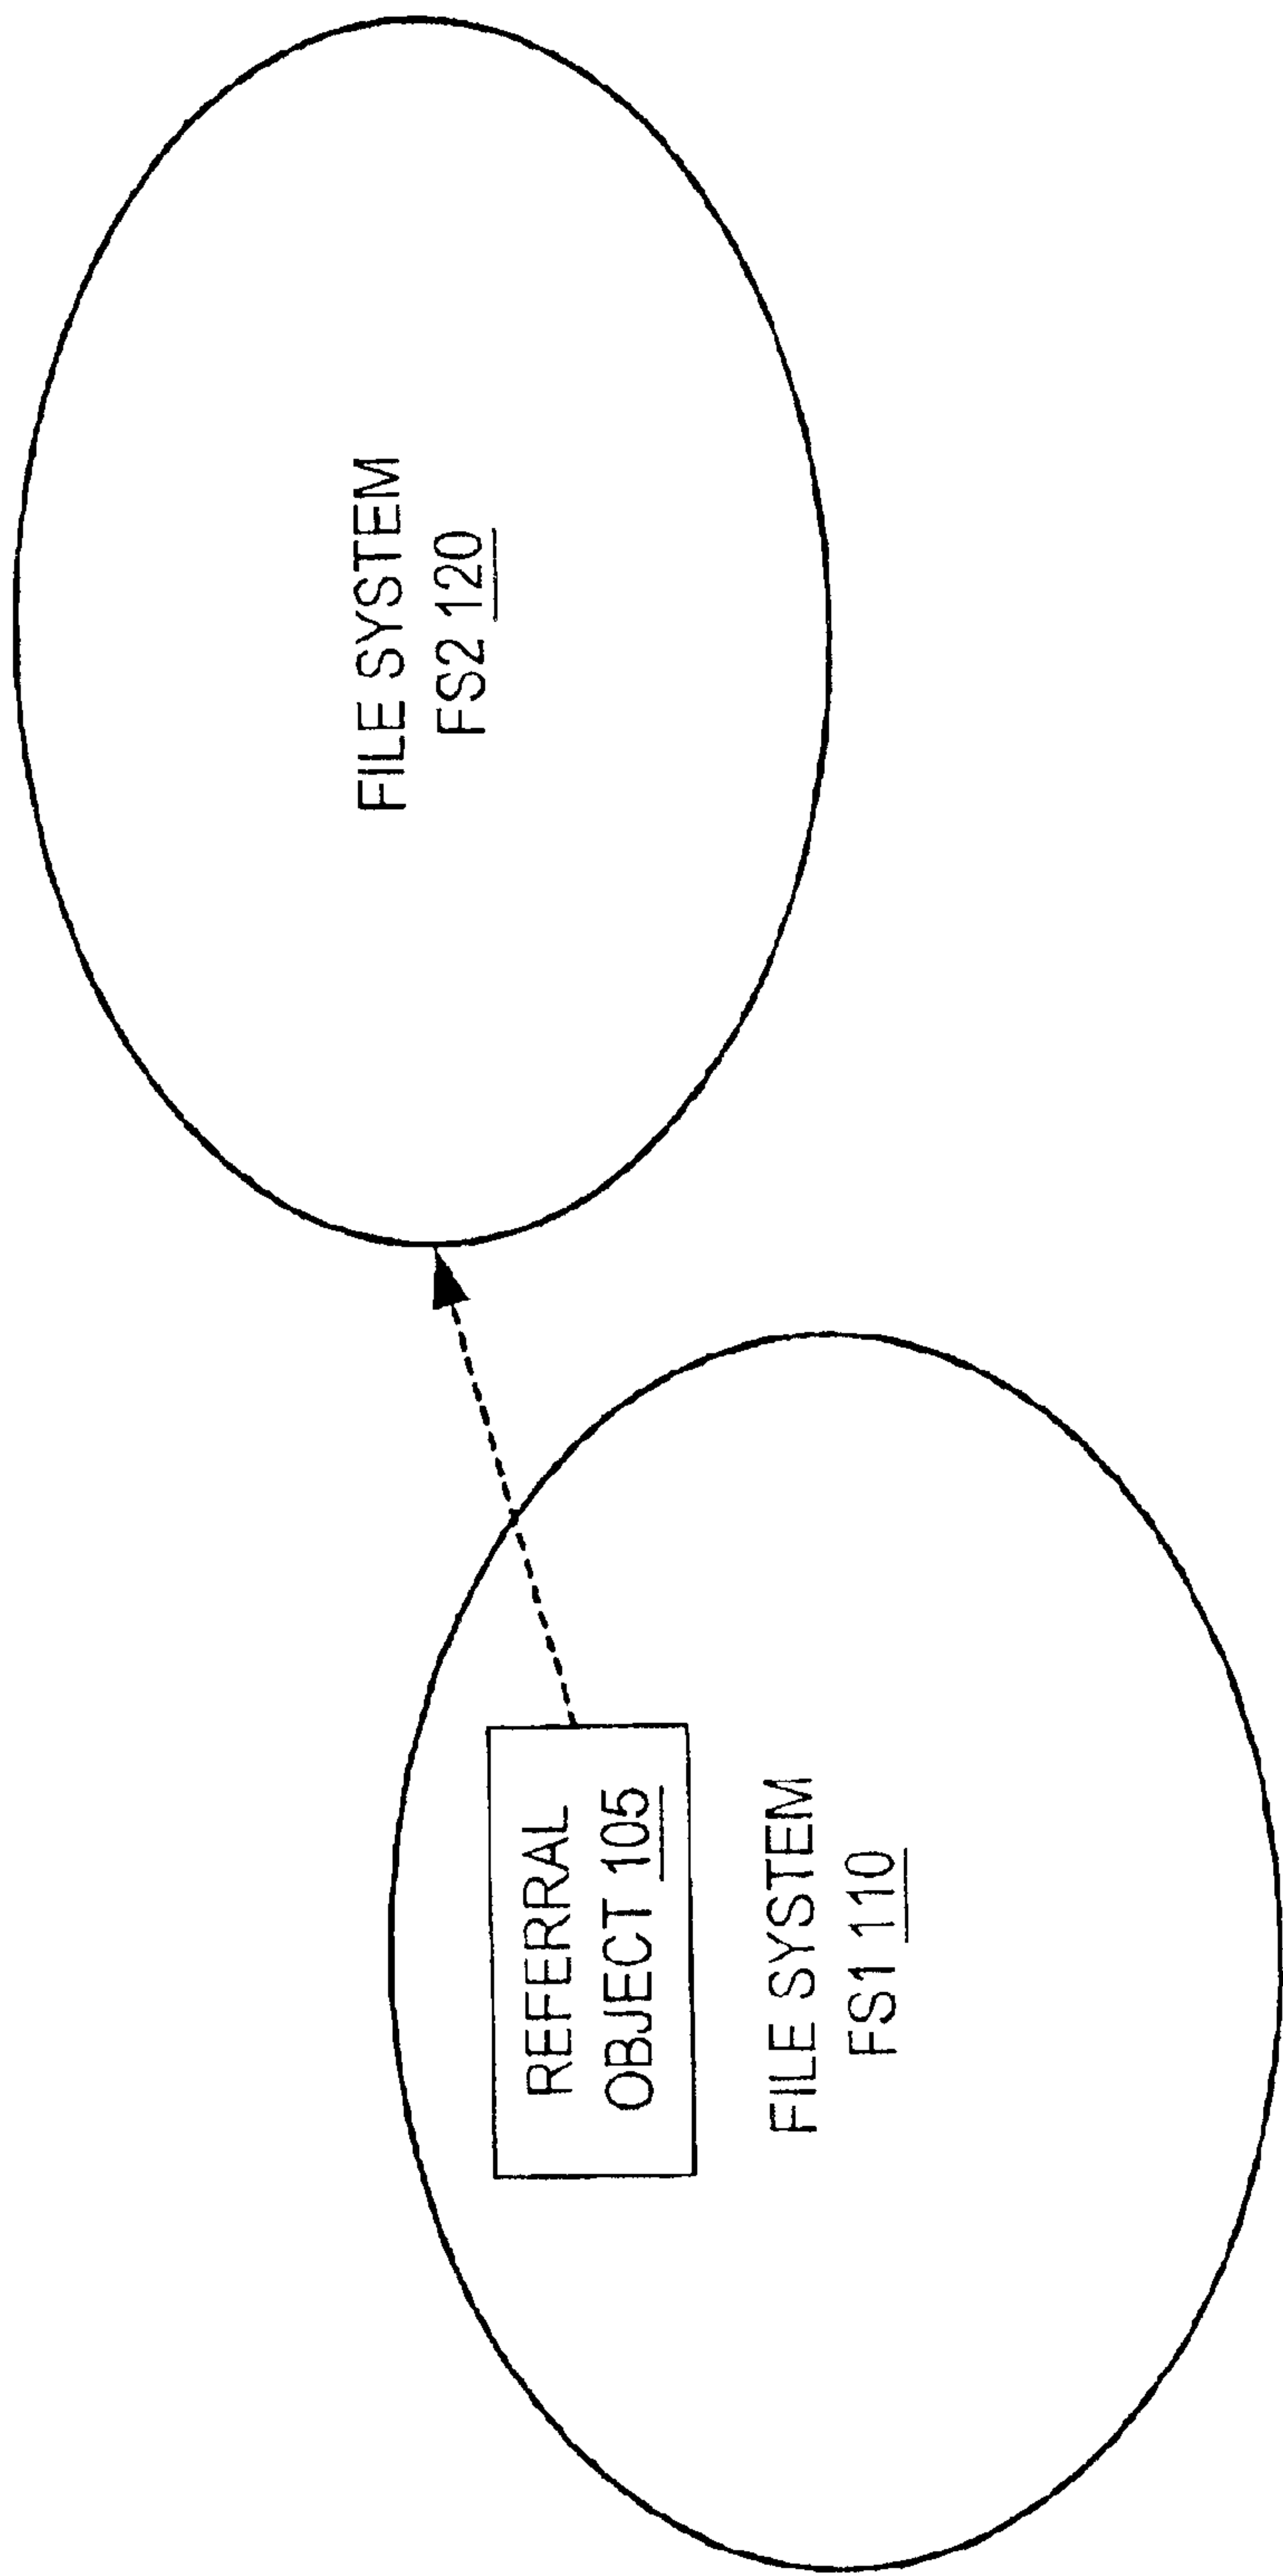 REFERRAL
OBJECT 105
FILE SYSTEM
FS1 110
FILE SYSTEM
FS2 120